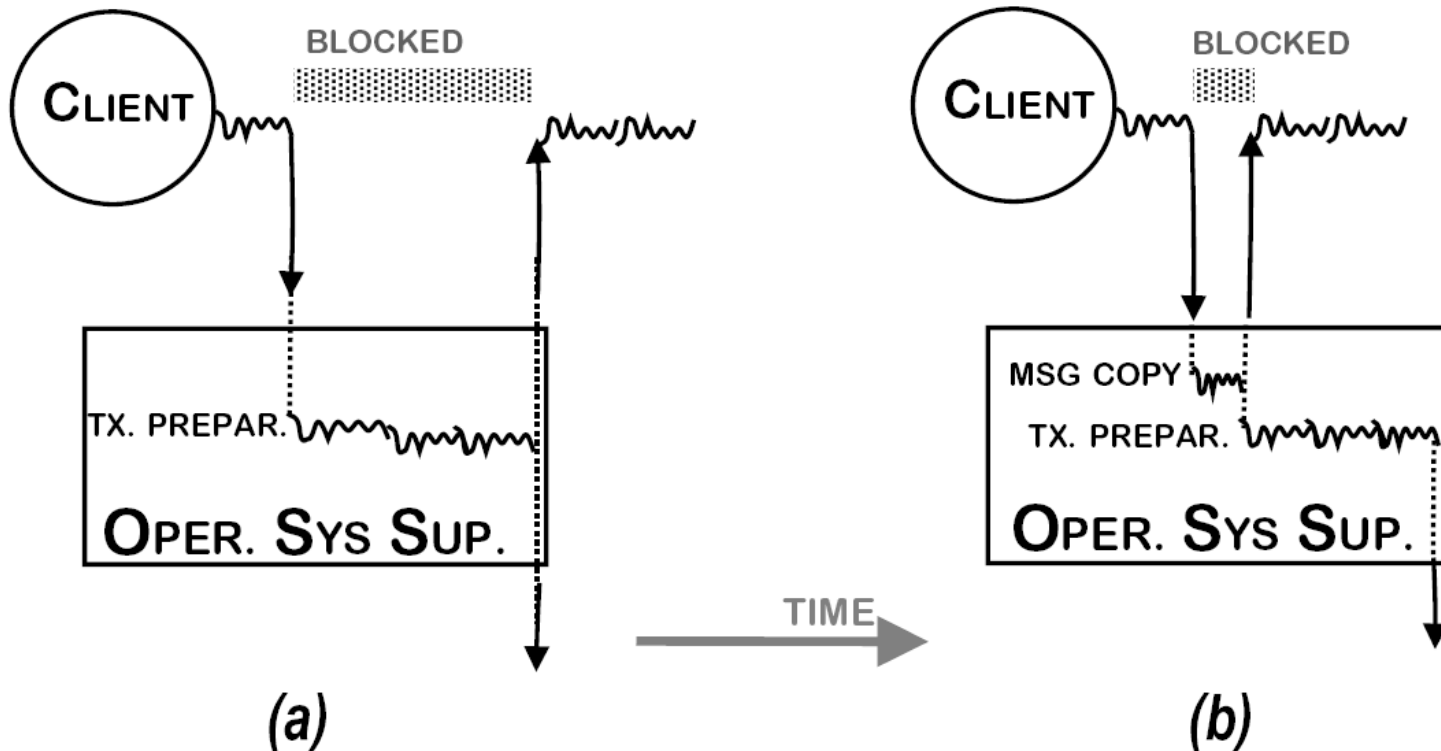 BLOCKED
CLIENT
TX. PREPAR.
OPER. SYS SUP.
(a)
TIME
BLOCKED
CLIENT
MSG COPY
TX. PREPAR.
OPER. SYS SUP.
(b)